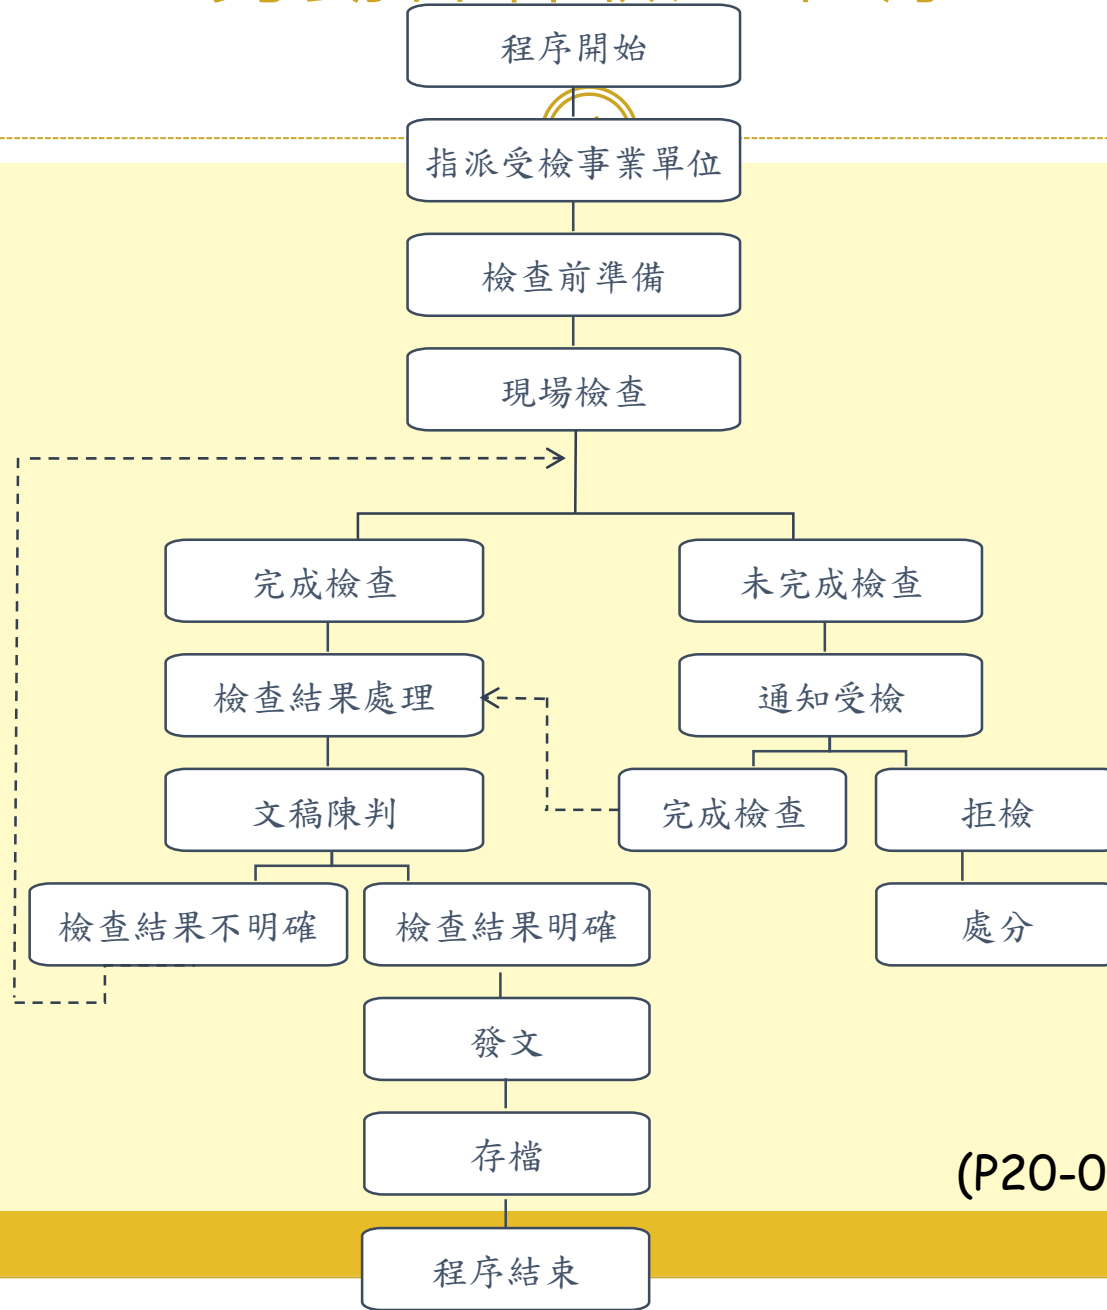 程序開始
指派受檢事業單位
檢查前準備
現場檢查
完成檢查
未完成檢查
檢查結果處理
通知受檢
文稿陳判
完成檢查
拒檢
檢查結果不明確
檢查結果明確
處分
發文
存檔
(P20-0
程序結束